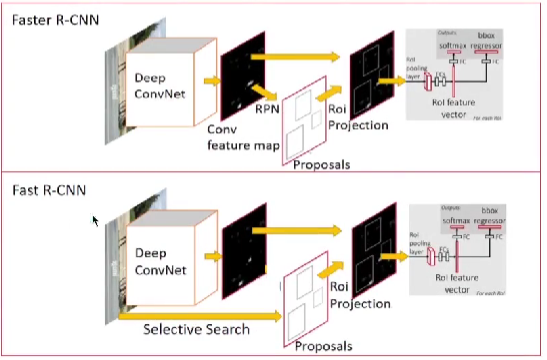 Faster R-CNN
Outputs
bbox
softmax
regressor
Deep
ConvNet
FC
FC
RoI
pooling
layer
FCs
RPN
Roi
Projection
Conv
feature map
RoI feature
vector
For each RoI
Proposals
Fast R-CNN
Outputs
bbox
softmax
regressor
Deep
ConvNet
RoI
pooling
layer
FC
FC
FCs
Roi
Projection
RoI feature
vector
For each RoI
Selective Search
Proposals